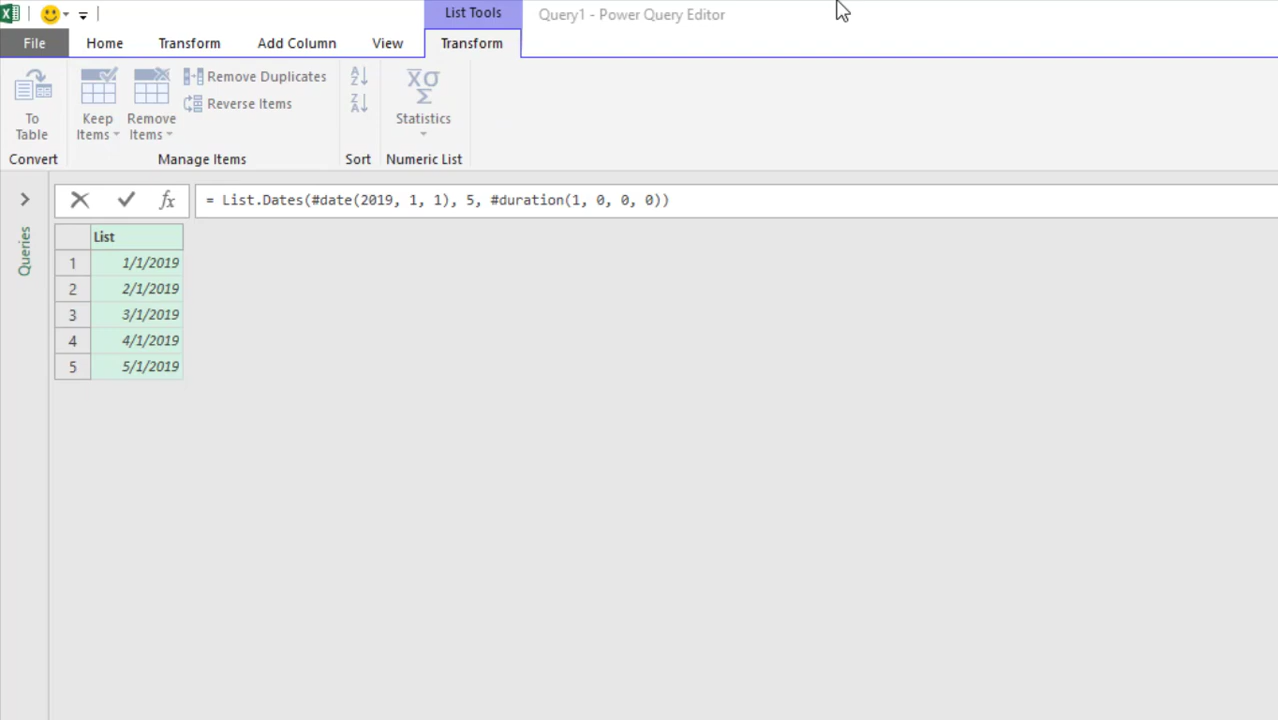 List Tools
Query1 - Power Query Editor
File
Home
Transform
Add Column
View
Transform
To
Table
Keep
Items
Remove
Items
Remove Duplicates
Reverse Items
A
Z
Z
A
Statistics
Convert
Manage Items
Sort
Numeric List
fx
= List.Dates(#date(2019, 1, 1), 5, #duration(1, 0, 0, 0))
Queries
List
1 1/1/2019
2 2/1/2019
3 3/1/2019
4 4/1/2019
5 5/1/2019